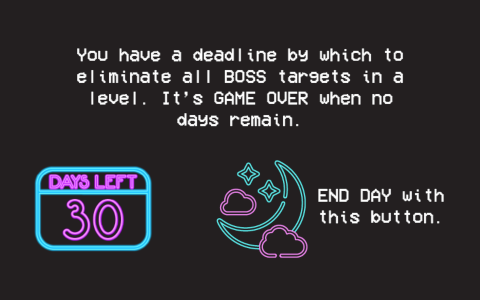 You have a deadline by which to
eliminate all BOSS targets in a
level. It's GAME OVER when no
days remain.
DAYS LEFT
30
END DAY with
this button.